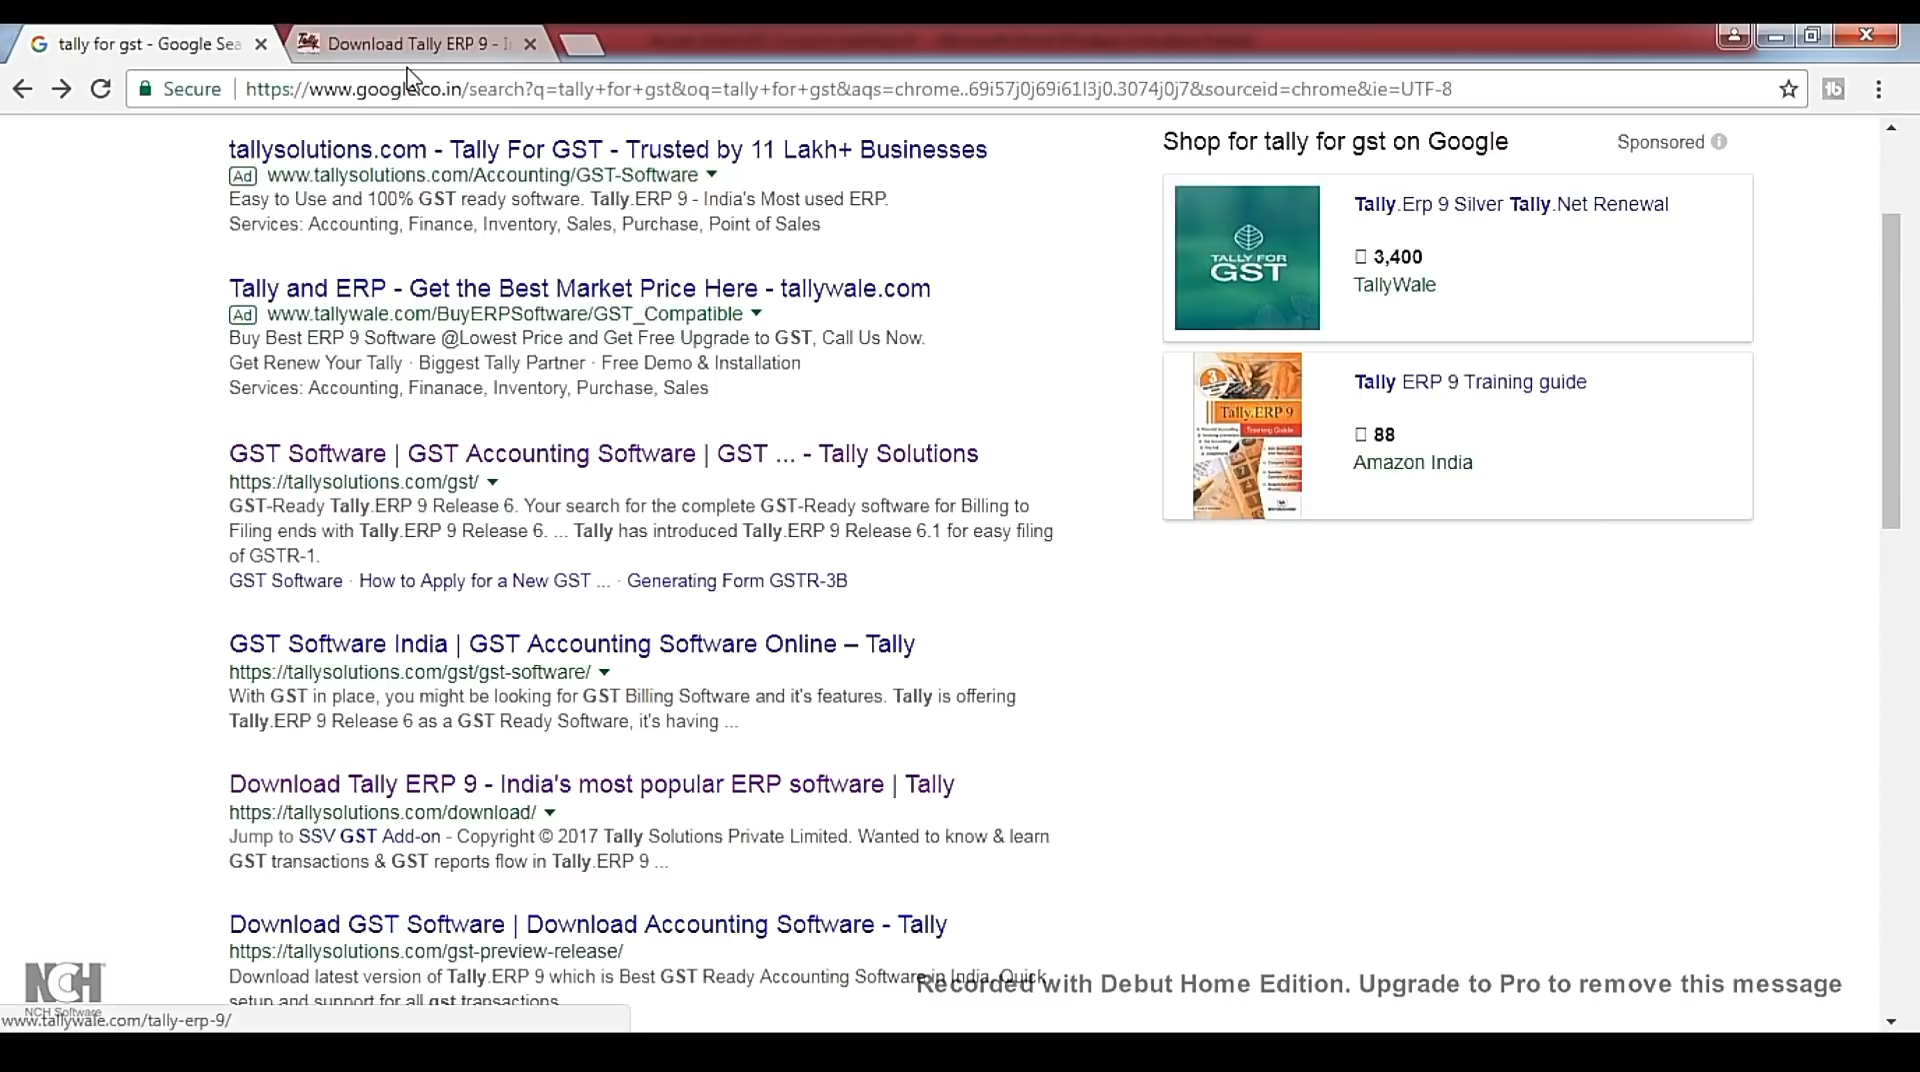 tally for gst - Google Sea
Download Tally ERP 9 - I
Secure
https://www.google.co.in/search?q=tally+for+gst&oq=tally+for+gst&aqs=chrome..69i57j0j69i61l3j0.3074j0j7&sourceid=chrome&ie=UTF-8
tallysolutions.com - Tally For GST - Trusted by 11 Lakh+ Businesses
Ad www.tallysolutions.com/Accounting/GST-Software
Easy to Use and 100% GST ready software. Tally.ERP 9 - India's Most used ERP.
Services: Accounting, Finance, Inventory, Sales, Purchase, Point of Sales
Tally and ERP - Get the Best Market Price Here - tallywale.com
Ad www.tallywale.com/BuyERPSoftware/GST_Compatible
Buy Best ERP 9 Software @Lowest Price and Get Free Upgrade to GST, Call Us Now.
Get Renew Your Tally · Biggest Tally Partner · Free Demo & Installation
Services: Accounting, Finanace, Inventory, Purchase, Sales
GST Software | GST Accounting Software | GST ... - Tally Solutions
https://tallysolutions.com/gst/
GST-Ready Tally.ERP 9 Release 6. Your search for the complete GST-Ready software for Billing to
Filing ends with Tally.ERP 9 Release 6. ... Tally has introduced Tally.ERP 9 Release 6.1 for easy filing
of GSTR-1.
GST Software · How to Apply for a New GST ... · Generating Form GSTR-3B
GST Software India | GST Accounting Software Online – Tally
https://tallysolutions.com/gst/gst-software/
With GST in place, you might be looking for GST Billing Software and it's features. Tally is offering
Tally.ERP 9 Release 6 as a GST Ready Software, it's having ...
Download Tally ERP 9 - India's most popular ERP software | Tally
https://tallysolutions.com/download/
Jump to SSV GST Add-on - Copyright © 2017 Tally Solutions Private Limited. Wanted to know & learn
GST transactions & GST reports flow in Tally.ERP 9 ...
Download GST Software | Download Accounting Software - Tally
https://tallysolutions.com/gst-preview-release/
Download latest version of Tally.ERP 9 which is Best GST Ready Accounting Software in India. Quick
setup and support for all gst transactions
Shop for tally for gst on Google
Sponsored
TALLY FOR
GST
Tally.Erp 9 Silver Tally.Net Renewal
3,400
TallyWale
Tally.ERP 9
Training Guide
Tally ERP 9 Training guide
88
Amazon India
NCH
NCH Software
Recorded with Debut Home Edition. Upgrade to Pro to remove this message
www.tallywale.com/tally-erp-9/